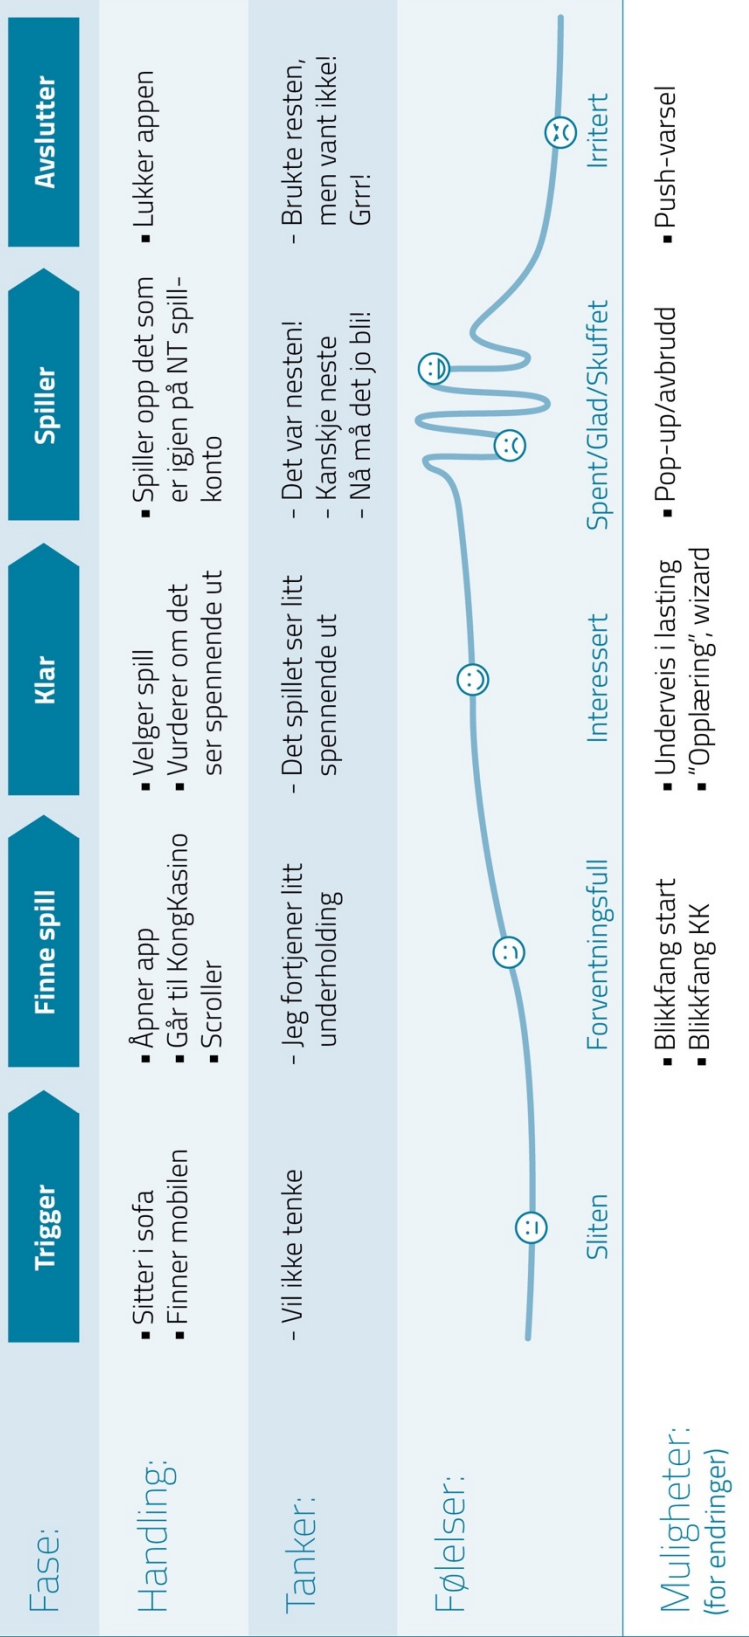 Fase:
Trigger
Finne spill
Klar
Spiller
Avslutter
Handling:
▪ Sitter i sofa
▪ Finner mobilen
▪ Åpner app
▪ Går til KongKasino
▪ Scroller
▪ Velger spill
▪ Vurderer om det
ser spennende ut
▪ Spiller opp det som
er igjen på NT spill-
konto
▪ Lukker appen
Tanker:
– Vil ikke tenke
– Jeg fortjener litt
underholding
– Det spillet ser litt
spennende ut
– Det var nesten!
– Kanskje neste
– Nå må det jo bli!
– Brukte resten,
men vant ikke!
Grrr!
Følelser:
Sliten
Forventningsfull
Interessert
Spent/Glad/Skuffet
Irritert
Muligheter:
(for endringer)
▪ Blikkfang start
▪ Blikkfang KK
▪ Underveis i lasting
▪ "Opplæring", wizard
▪ Pop-up/avbrudd
▪ Push-varsel